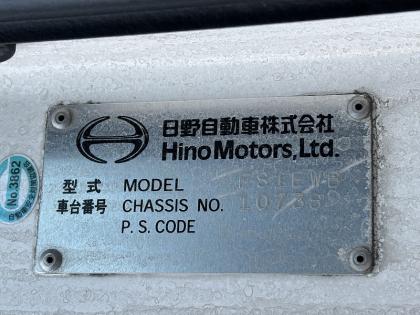 日野自動車株式会社
Hino Motors, Ltd.
型式 MODEL
車台番号 CHASSIS NO.
P. S. CODE
No.3862